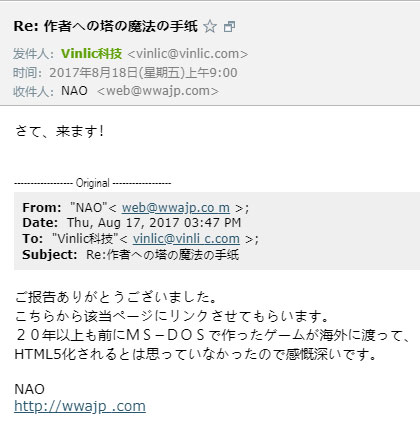 Re: 作者への塔の魔法の手紙
发件人：Vinlic科技 <vinlic@vinlic.com>
时间：2017年8月18日(星期五)上午9:00
收件人：NAO <web@wwajp.com>
さて、来ます!
------------------ Original ------------------
From: "NAO"< web@wwajp.co m >;
Date: Thu, Aug 17, 2017 03:47 PM
To: "Vinlic科技"< vinlic@vinli c.com >;
Subject: Re:作者への塔の魔法の手紙
ご報告ありがとうございました。
こちらから該当ページにリンクさせてもらいます。
２０年以上も前にＭＳ－ＤＯＳで作ったゲームが海外に渡って、
HTML5化されるとは思っていなかったので感慨深いです。
NAO
http://wwajp .com